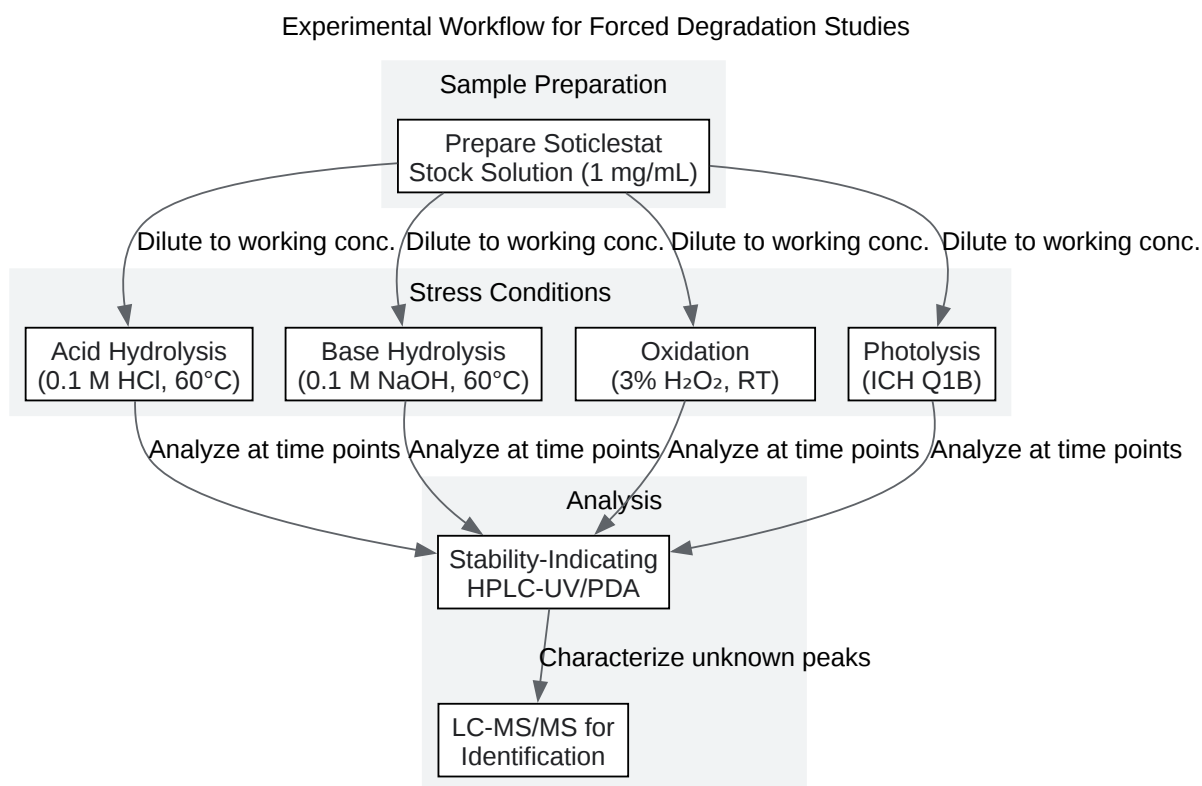 Experimental Workflow for Forced Degradation Studies
Sample Preparation
Prepare Soticlestat
Stock Solution (1 mg/mL)
Dilute to working conc.
Dilute to working conc.
Dilute to working conc.
Dilute to working conc.
Stress Conditions
Acid Hydrolysis
(0.1 M HCl, 60°C)
Base Hydrolysis
(0.1 M NaOH, 60°C)
Oxidation
(3% H₂O₂, RT)
Photolysis
(ICH Q1B)
Analyze at time points
Analyze at time points
Analyze at time points
Analyze at time points
Analysis
Stability-Indicating
HPLC-UV/PDA
Characterize unknown peaks
LC-MS/MS for
Identification